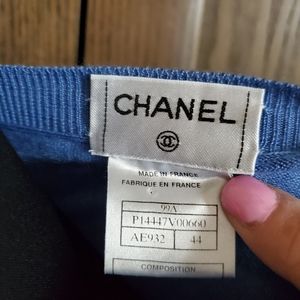 CHANEL
MADE IN FRANCE
FABRIQUE EN FRANCE
99A
P14447V00660
AE932 44
COMPOSITION